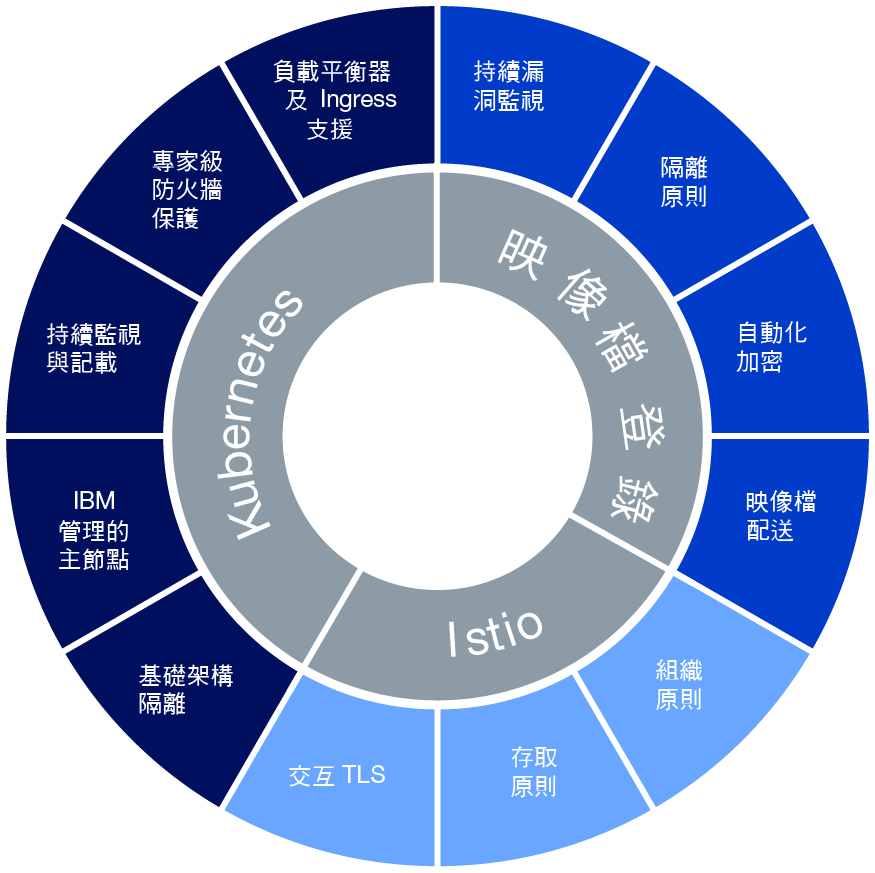 負載平衡器
及 Ingress
支援
持續漏
洞監視
隔離
原則
自動化
加密
映像檔
配送
組織
原則
存取
原則
交互 TLS
基礎架構
隔離
IBM
管理的
主節點
持續監視
與記載
專家級
防火牆
保護
映像檔登錄
Istio
Kubernetes